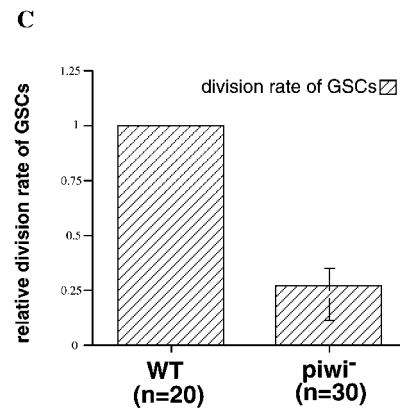 C
1.25
division rate of GSCs
1
0.75
0.5
0.25
0
relative division rate of GSCs
WT
(n=20)
piwi-
(n=30)